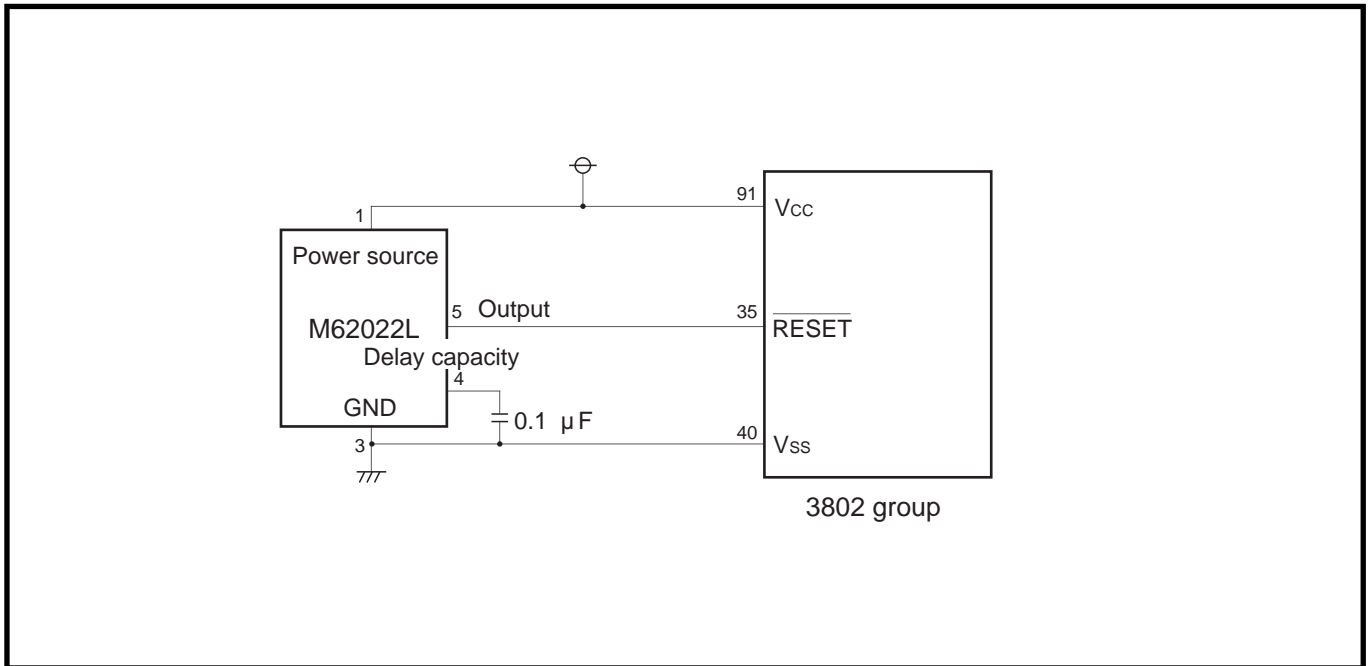 91
VCC
1
Power source
5 Output
35
RESET
M62022L
Delay capacity
4
GND
0.1 μF
40
VSS
3
3802 group